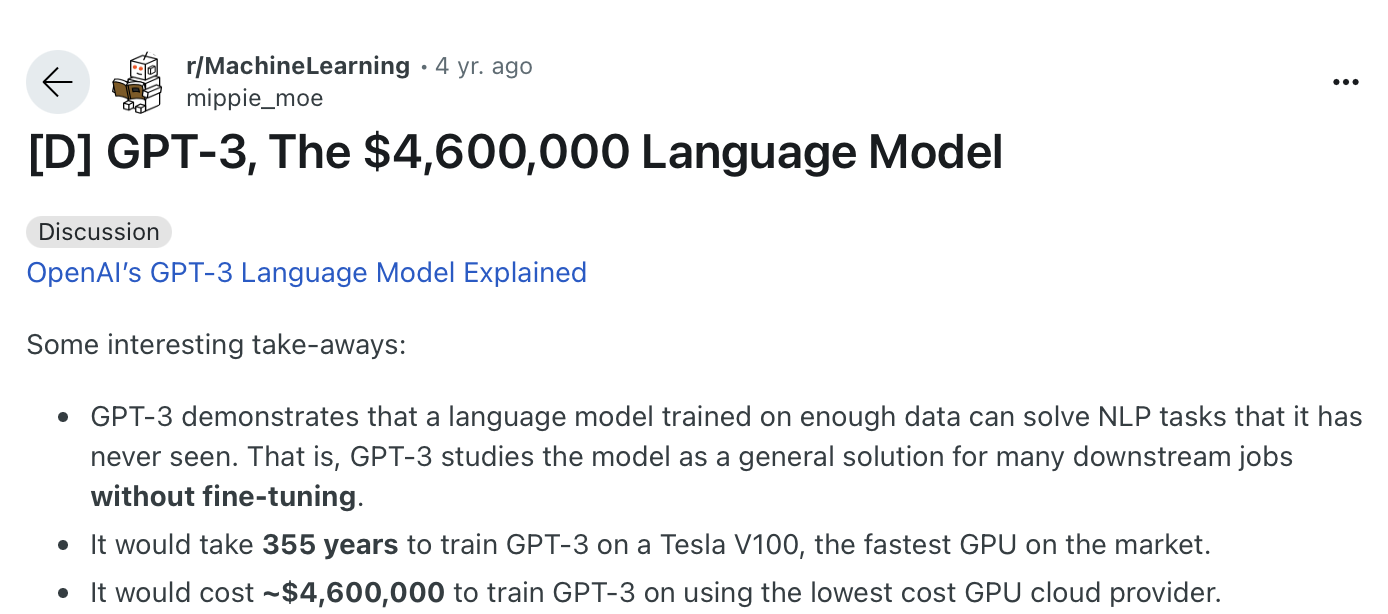 r/MachineLearning • 4 yr. ago
mippie_moe
[D] GPT-3, The $4,600,000 Language Model
Discussion
OpenAI’s GPT-3 Language Model Explained
Some interesting take-aways:
• GPT-3 demonstrates that a language model trained on enough data can solve NLP tasks that it has
never seen. That is, GPT-3 studies the model as a general solution for many downstream jobs
without fine-tuning.
• It would take 355 years to train GPT-3 on a Tesla V100, the fastest GPU on the market.
• It would cost ~$4,600,000 to train GPT-3 on using the lowest cost GPU cloud provider.